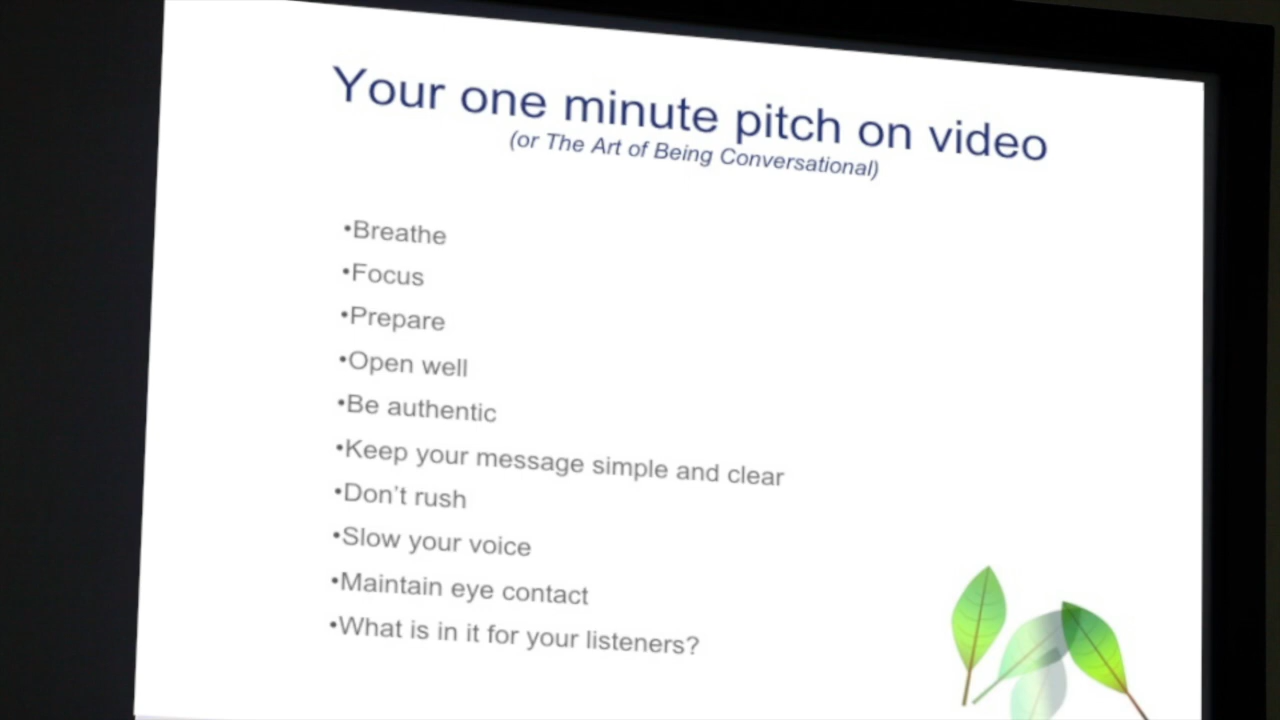 Your one minute pitch on video
(or The Art of Being Conversational)
•Breathe
•Focus
•Prepare
•Open well
•Be authentic
•Keep your message simple and clear
•Don’t rush
•Slow your voice
•Maintain eye contact
•What is in it for your listeners?